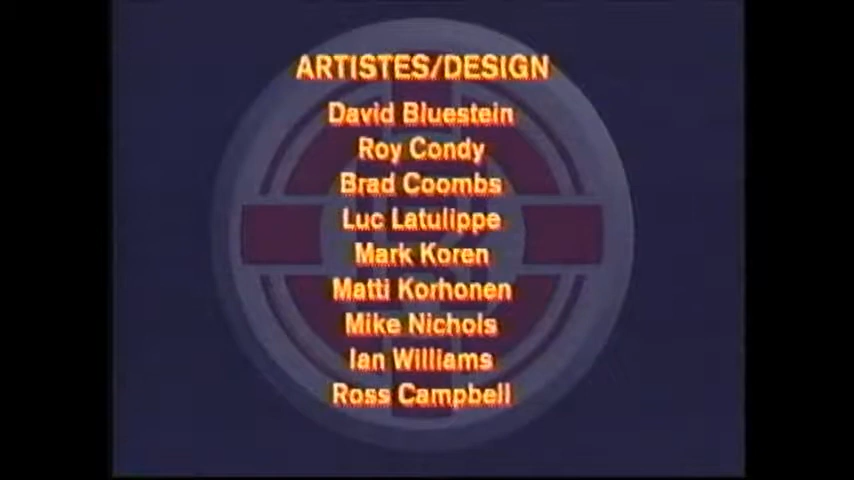 ARTISTES/DESIGN
David Bluestein
Roy Condy
Brad Coombs
Luc Latulippe
Mark Koren
Matti Korhonen
Mike Nichols
Ian Williams
Ross Campbell